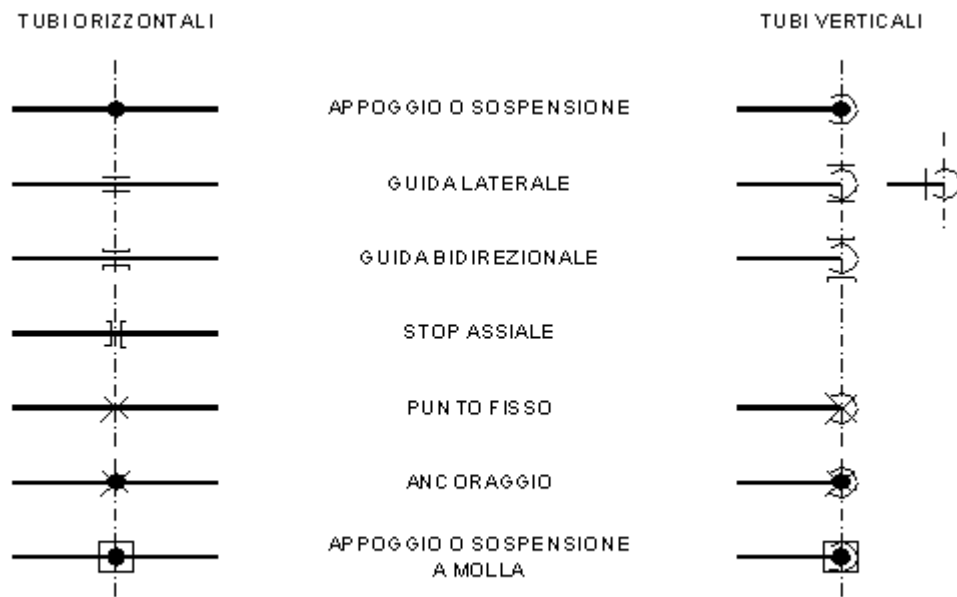 TUBI ORIZZONTALI
TUBI VERTICALI
APPOGGIO O SOSPENSIONE
GUIDA LATERALE
GUIDA BIDIREZIONALE
STOP ASSIALE
PUNTO FISSO
ANCORAGGIO
APPOGGIO O SOSPENSIONE
A MOLLA